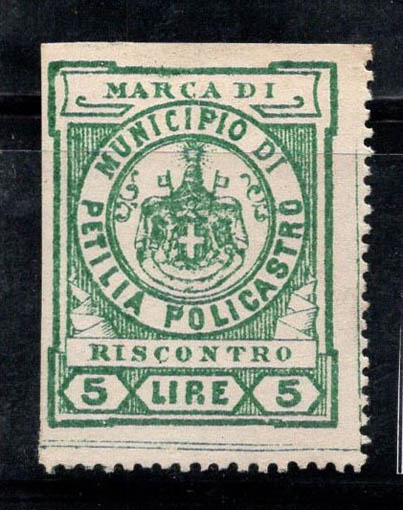 MARCA DI
MUNICIPIO DI
PETILIA POLICASTRO
RISCONTRO
5 LIRE 5